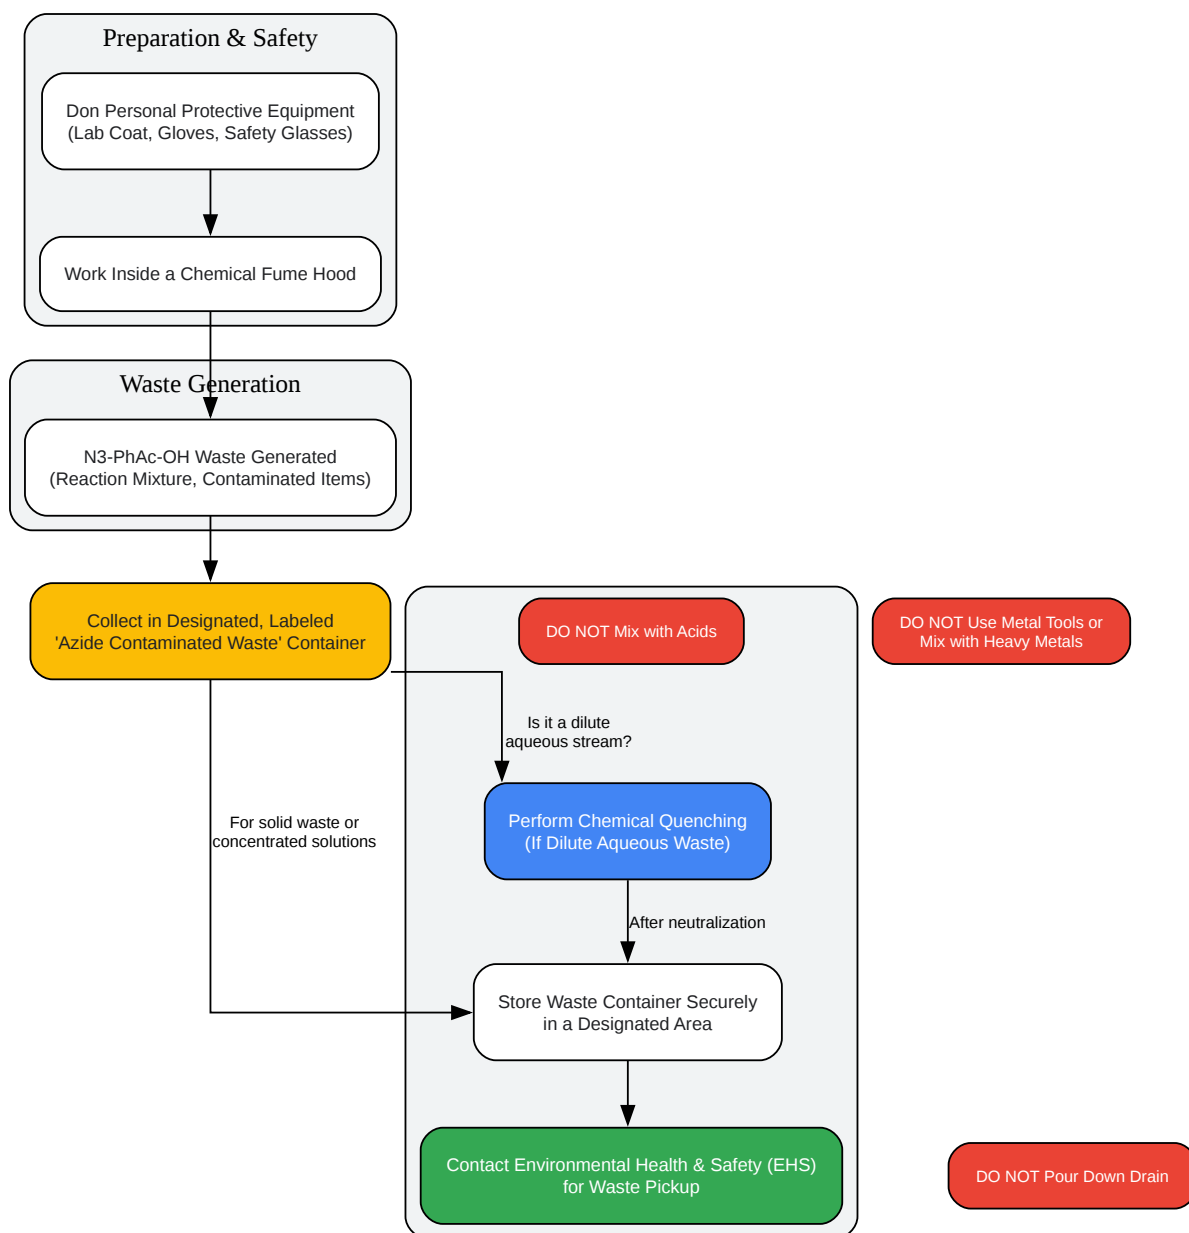 Preparation & Safety
Don Personal Protective Equipment
(Lab Coat, Gloves, Safety Glasses)
Work Inside a Chemical Fume Hood
Waste Generation
N3-PhAc-OH Waste Generated
(Reaction Mixture, Contaminated Items)
Collect in Designated, Labeled
'Azide Contaminated Waste' Container
DO NOT Mix with Acids
DO NOT Use Metal Tools or
Mix with Heavy Metals
Is it a dilute
aqueous stream?
For solid waste or
concentrated solutions
Perform Chemical Quenching
(If Dilute Aqueous Waste)
After neutralization
Store Waste Container Securely
in a Designated Area
Contact Environmental Health & Safety (EHS)
for Waste Pickup
DO NOT Pour Down Drain